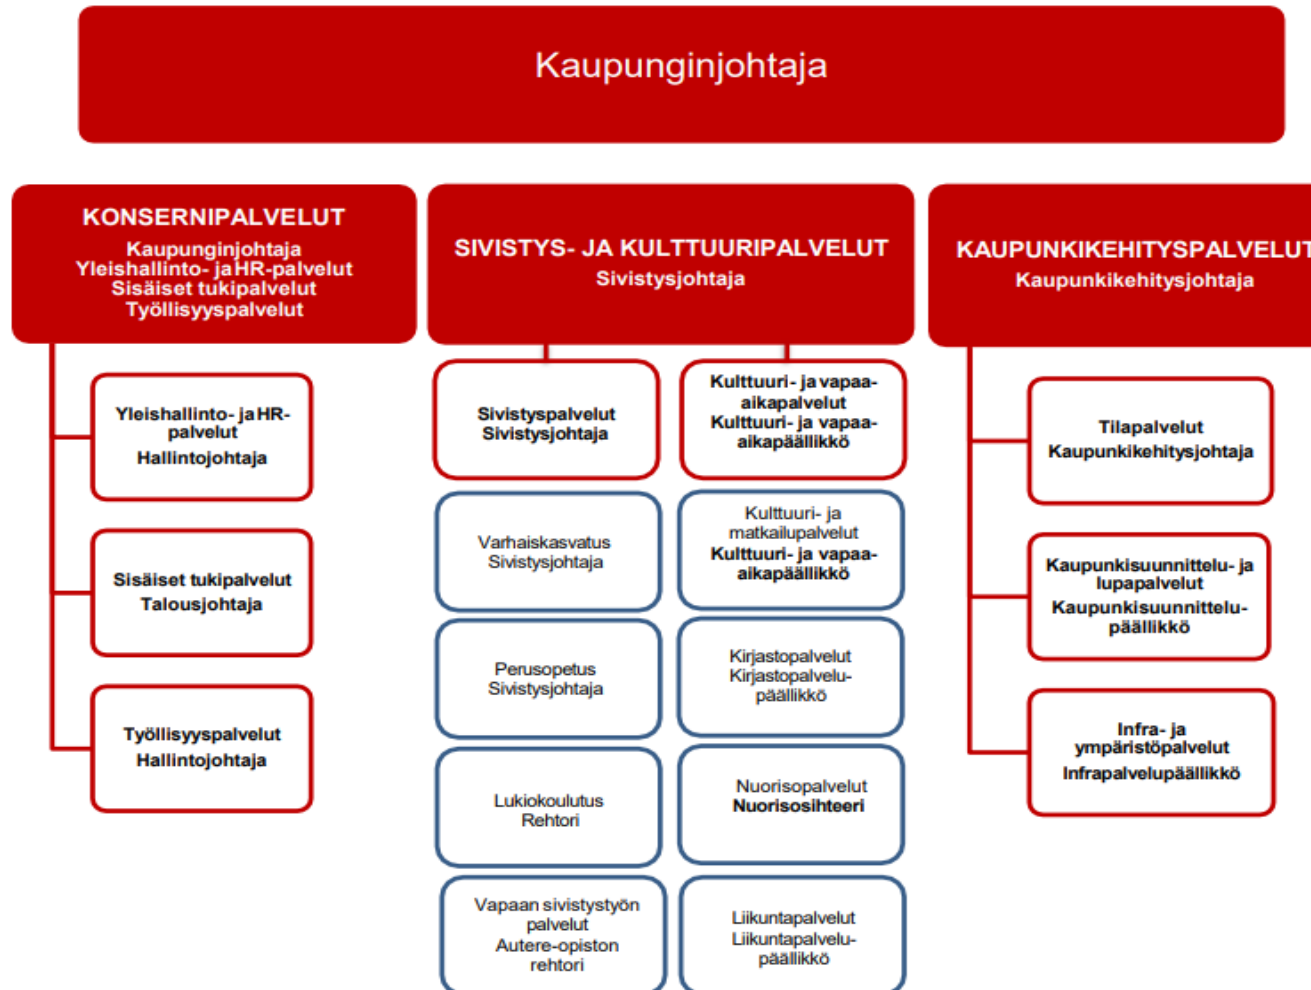 Kaupunginjohtaja
KONSERNIPALVELUT
Kaupunginjohtaja
Yleishallinto- ja HR-palvelut
Sisäiset tukipalvelut
Työllisyyspalvelut
Yleishallinto- ja HR-
palvelut
Hallintojohtaja
Sisäiset tukipalvelut
Talousjohtaja
Työllisyyspalvelut
Hallintojohtaja
SIVISTYS- JA KULTTUURIPALVELUT
Sivistysjohtaja
Sivistyspalvelut
Sivistysjohtaja
Varhaiskasvatus
Sivistysjohtaja
Perusopetus
Sivistysjohtaja
Lukiokoulutus
Rehtori
Vapaan sivistystyön
palvelut
Autere-opiston
rehtori
Kulttuuri- ja vapaa-
aikapalvelut
Kulttuuri- ja vapaa-
aikapäällikkö
Kulttuuri- ja
matkailupalvelut
Kulttuuri- ja vapaa-
aikapäällikkö
Kirjastopalvelut
Kirjastopalvelu-
päällikkö
Nuorisopalvelut
Nuorisosihteeri
Liikuntapalvelut
Liikuntapalvelu-
päällikkö
KAUPUNKIKEHITYSPALVELUT
Kaupunkikehitysjohtaja
Tilapalvelut
Kaupunkikehitysjohtaja
Kaupunkisuunnittelu- ja
lupapalvelut
Kaupunkisuunnittelu-
päällikkö
Infra- ja
ympäristöpalvelut
Infrapalvelupäällikkö